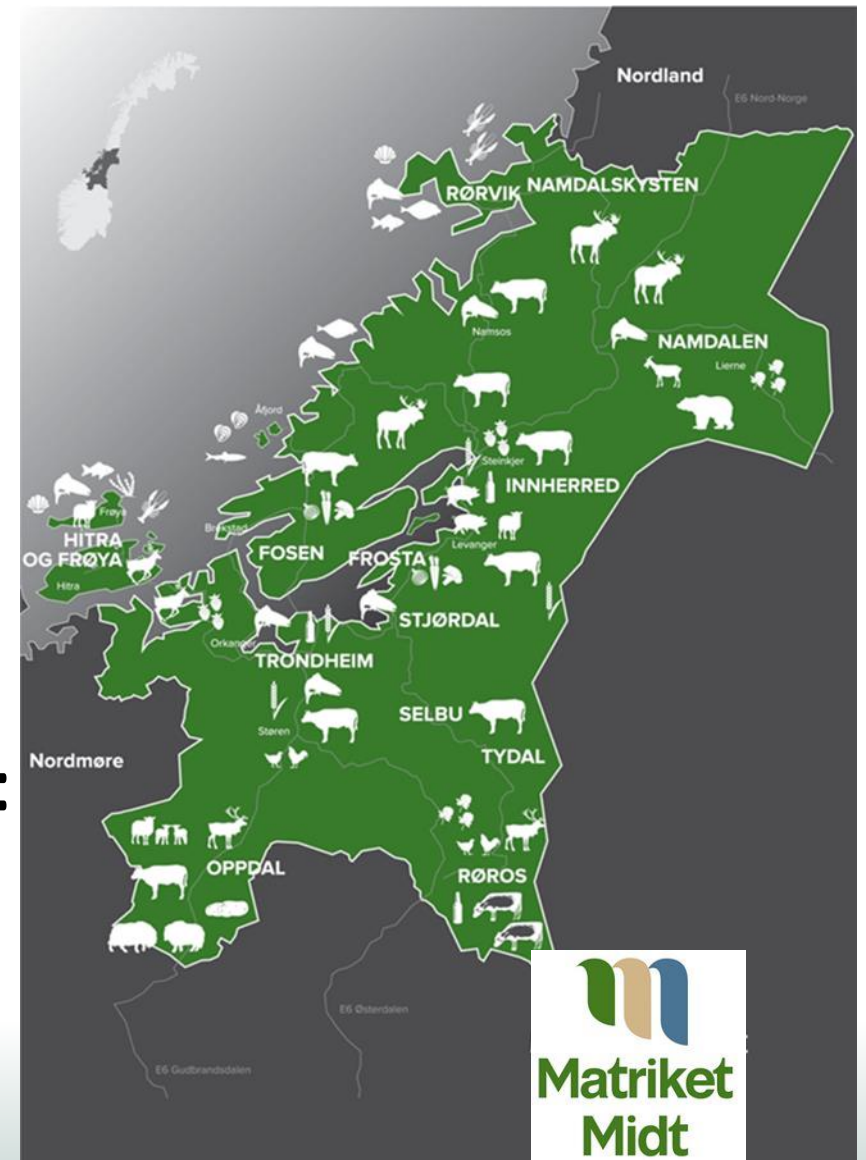 Nordland
E6 Nord-Norge
RØRVIK
NAMDALSKYSTEN
Namsos
NAMDALEN
Lierne
Åfjord
Steinkjer
INNHERRED
Brekstad
Frøya
HITRA
OG FRØYA
Hitra
FOSEN
FROSTA
Levanger
STJØRDAL
Orkanger
TRONDHEIM
Støren
SELBU
TYDAL
Nordmøre
:
OPPDAL
RØROS
E6 Østerdalen
E6 Gudbrandsdalen
Matriket
Midt